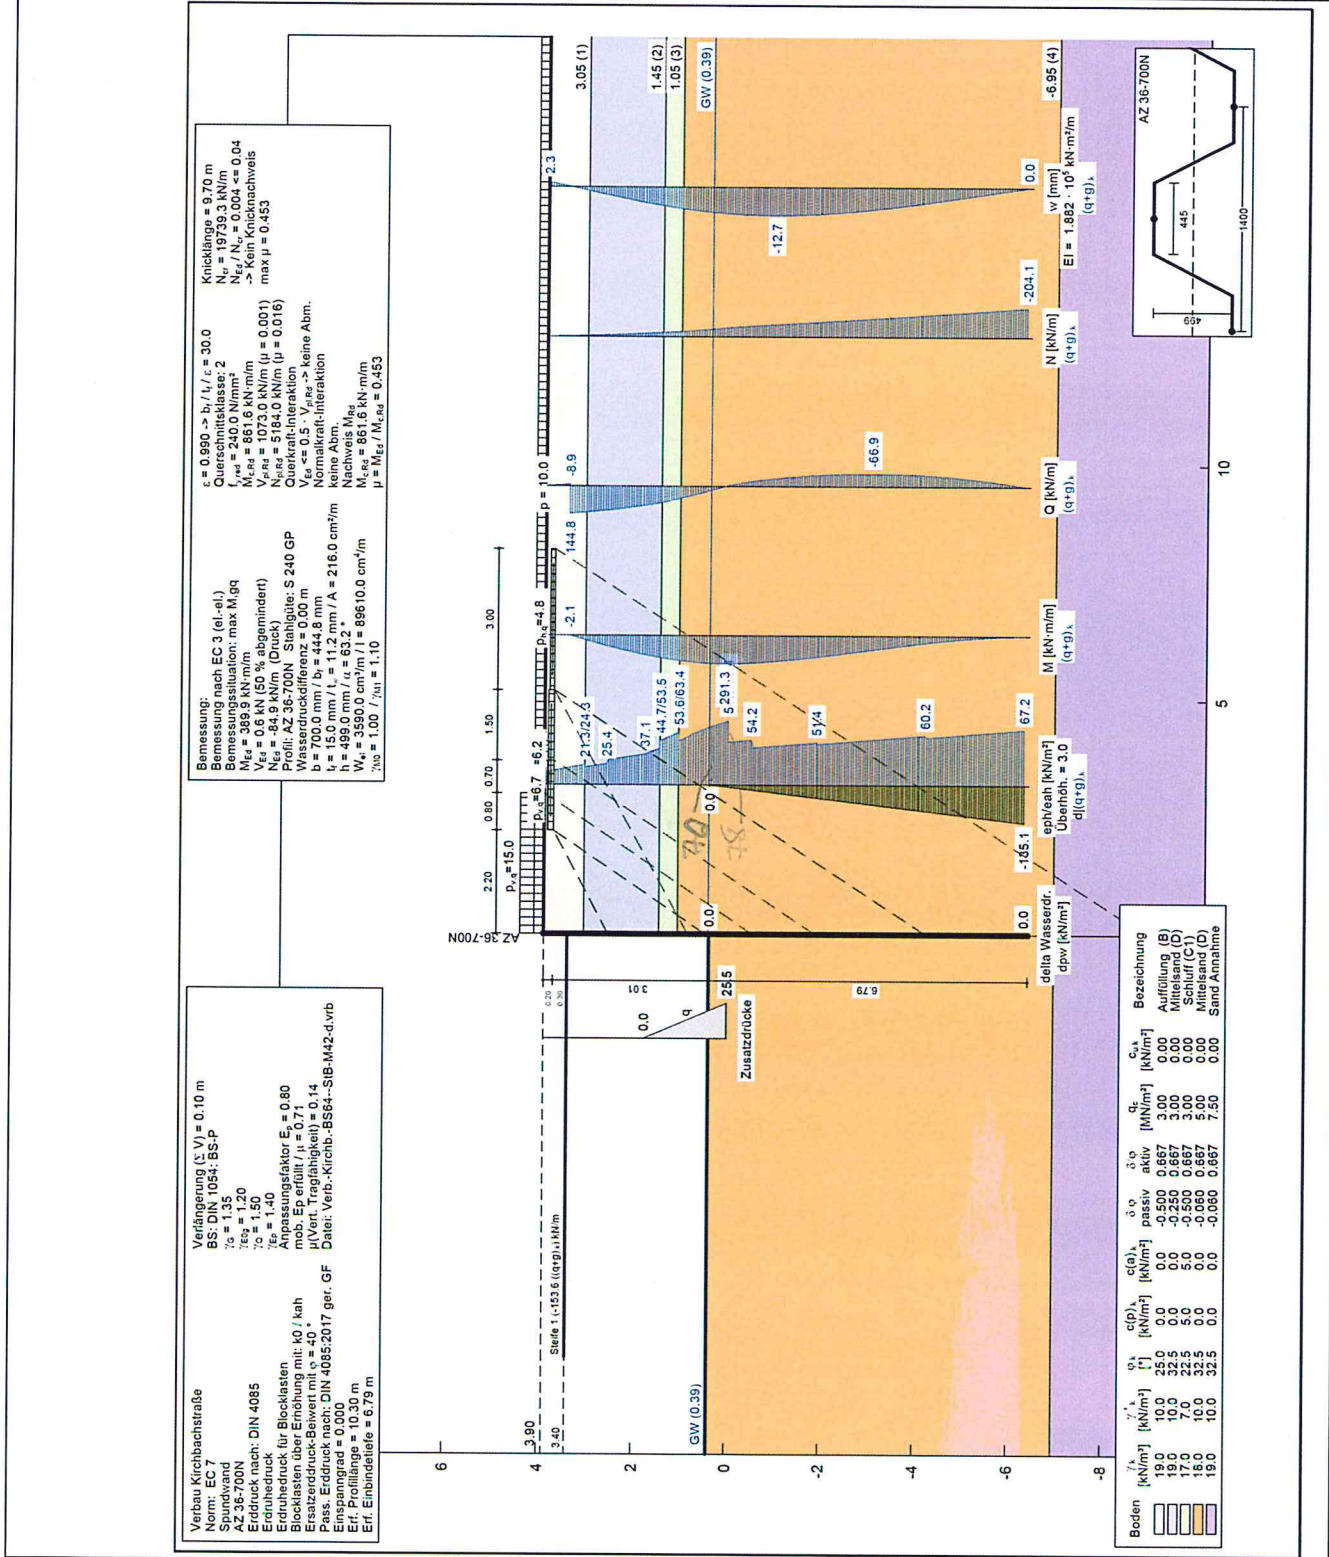 Verbau Kirchbachstraße
Norm: EC 7
Spundwand
AZ 36-700N
Erddruck nach: DIN 4085
Erdruhedruck
Erdruhedruck für Blocklasten
Blocklasten über Erhöhung mit: k0 / kah
Ersatzerddruck-Beiwert mit φ = 40 °
Pass. Erddruck nach: DIN 4085:2017 ger. GF
Einspanngrad = 0.000
Erf. Profillänge = 10.30 m
Erf. Einbindetiefe = 6.79 m
Verlängerung (Σ V) = 0.10 m
BS: DIN 1054: BS-P
γG = 1.35
γE0g = 1.20
γQ = 1.50
γEp = 1.40
Anpassungsfaktor Ep = 0.80
mob. Ep erfüllt / μ = 0.71
μ(Vert. Tragfähigkeit) = 0.14
Datei: Verb.-Kirchb.-BS64--StB-M42-d.vrb
Bemessung:
Bemessung nach EC 3 (el.-el.)
Bemessungssituation: max M,gq
MEd = 389.9 kN·m/m
VEd = 0.6 kN (50 % abgemindert)
NEd = -84.9 kN/m (Druck)
Profil: AZ 36-700N Stahlgüte: S 240 GP
Wasserdruckdifferenz = 0.00 m
b = 700.0 mm / bf = 444.8 mm
tf = 15.0 mm / tw = 11.2 mm / A = 216.0 cm²/m
h = 499.0 mm / α = 63.2 °
Wel = 3590.0 cm³/m / I = 89610.0 cm⁴/m
γM0 = 1.00 / γM1 = 1.10
ε = 0.990 -> bf / tf / ε = 30.0
Querschnittsklasse: 2
fy,red = 240.0 N/mm²
Mc,Rd = 861.6 kN·m/m
Vpl,Rd = 1073.0 kN/m (μ = 0.001)
Npl,Rd = 5184.0 kN/m (μ = 0.016)
Querkraft-Interaktion
VEd <= 0.5 · Vpl,Rd -> keine Abm.
Normalkraft-Interaktion
keine Abm.
Nachweis MRd
Mc,Rd = 861.6 kN·m/m
μ = MEd / Mc,Rd = 0.453
Knicklänge = 9.70 m
Ncr = 19739.3 kN/m
NEd / Ncr = 0.004 <= 0.04
-> Kein Knicknachweis
max μ = 0.453
2.20
0.80
0.70
1.50
3.00
pv,q=15.0
pv,q=6.7
=6.2
ph,q=4.8
p = 10.0
AZ 36-700N
3.90
3.40
0.20
0.30
Steife 1 (-153.6 ((q+g)k) kN/m
3.01
0.0
q
25.5
Zusatzdrücke
6.79
GW (0.39)
6
4
2
0
-2
-4
-6
-8
21.3/24.3
25.4
37.1
44.7/53.5
53.6/63.4
5
291.3
54.2
51.4
60.2
67.2
70
78
0.0
0.0
-185.1
0.0
delta Wasserdr.
dpw [kN/m²]
eph/eah [kN/m²]
Überhöh. = 3.0
d|(q+g)k
-2.1
M [kN·m/m]
(q+g)k
144.8
-8.9
-66.9
Q [kN/m]
(q+g)k
-204.1
N [kN/m]
(q+g)k
2.3
-12.7
0.0
w [mm]
(q+g)k
EI = 1.882 · 10⁵ kN·m²/m
3.05 (1)
1.45 (2)
1.05 (3)
GW (0.39)
-6.95 (4)
5
10
AZ 36-700N
445
499
1400
Boden γk [kN/m³] γ'k [kN/m³] φk [°] c(p)k [kN/m²] c(a)k [kN/m²] δ/φ passiv δ/φ aktiv qc [MN/m²] cu,k [kN/m²] Bezeichnung
19.0 10.0 25.0 0.0 0.0 -0.500 0.667 3.00 0.00 Auffüllung (B)
19.0 10.0 32.5 0.0 0.0 -0.250 0.667 3.00 0.00 Mittelsand (D)
17.0 7.0 22.5 5.0 5.0 -0.500 0.667 3.00 0.00 Schluff (C1)
18.0 10.0 32.5 0.0 0.0 -0.060 0.667 5.00 0.00 Mittelsand (D)
19.0 10.0 32.5 0.0 0.0 -0.060 0.667 7.50 0.00 Sand Annahme